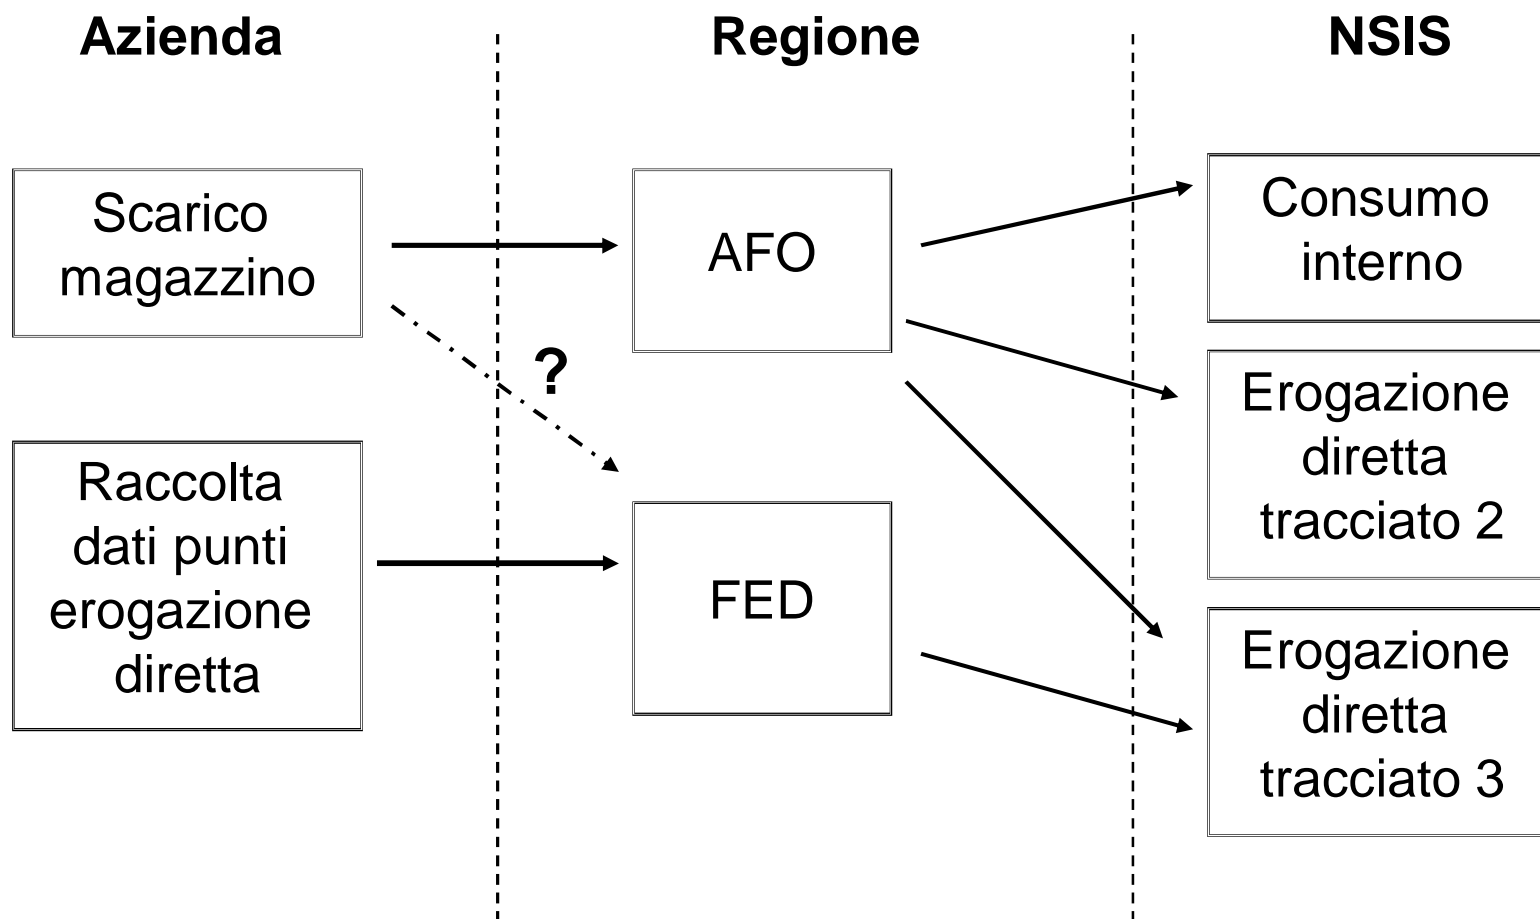 Azienda
Regione
NSIS
Scarico
magazzino
AFO
Consumo
interno
?
Erogazione
diretta
tracciato 2
Raccolta
dati punti
erogazione
diretta
FED
Erogazione
diretta
tracciato 3